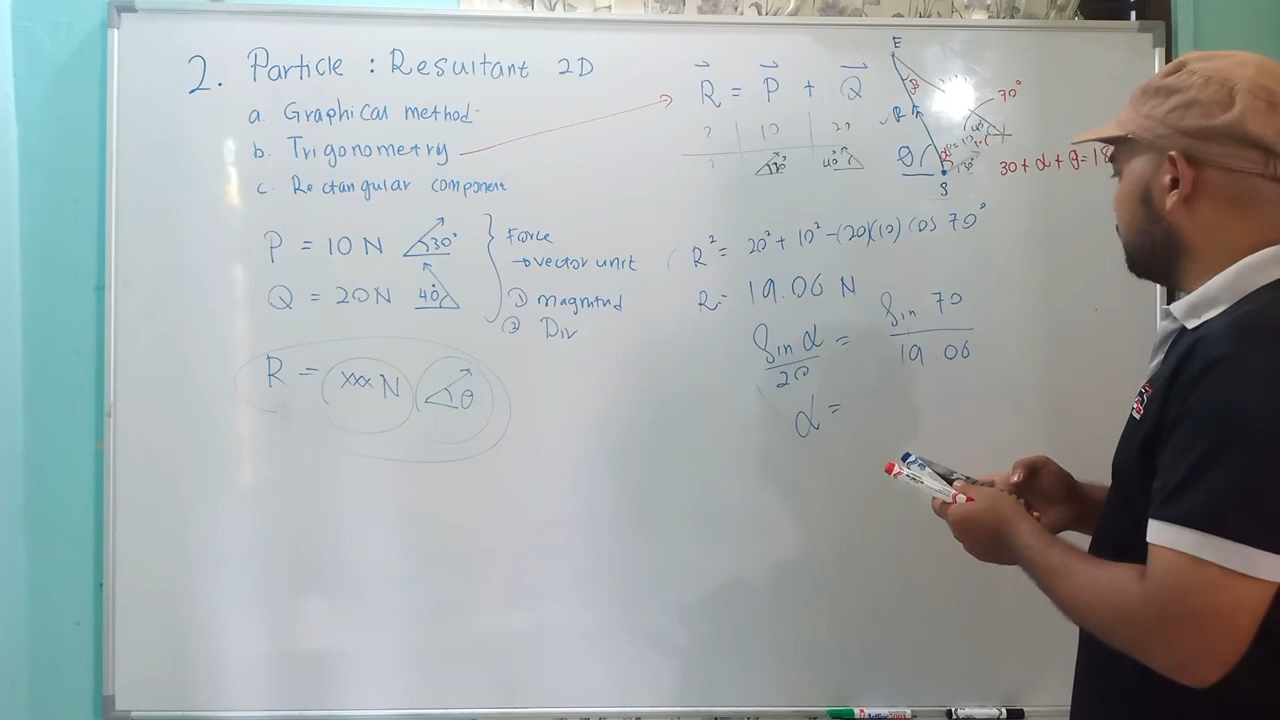 2. Particle : Resultant 2D
a. Graphical method
b. Trigonometry
c. Rectangular component
P = 10 N 30°
Q = 20N 40°
Force
→ vector unit
① magnitud
② Dir
R = xxx N θ
R = P + Q
? 10 20
? 30° 40°
E
β
R
70°
40°
30°
α
θ
S
30 + α + θ = 18
R² = 20² + 10² - (20)(10) cos 70°
R = 19.06 N
Sin α / 20 = Sin 70 / 19.06
α =